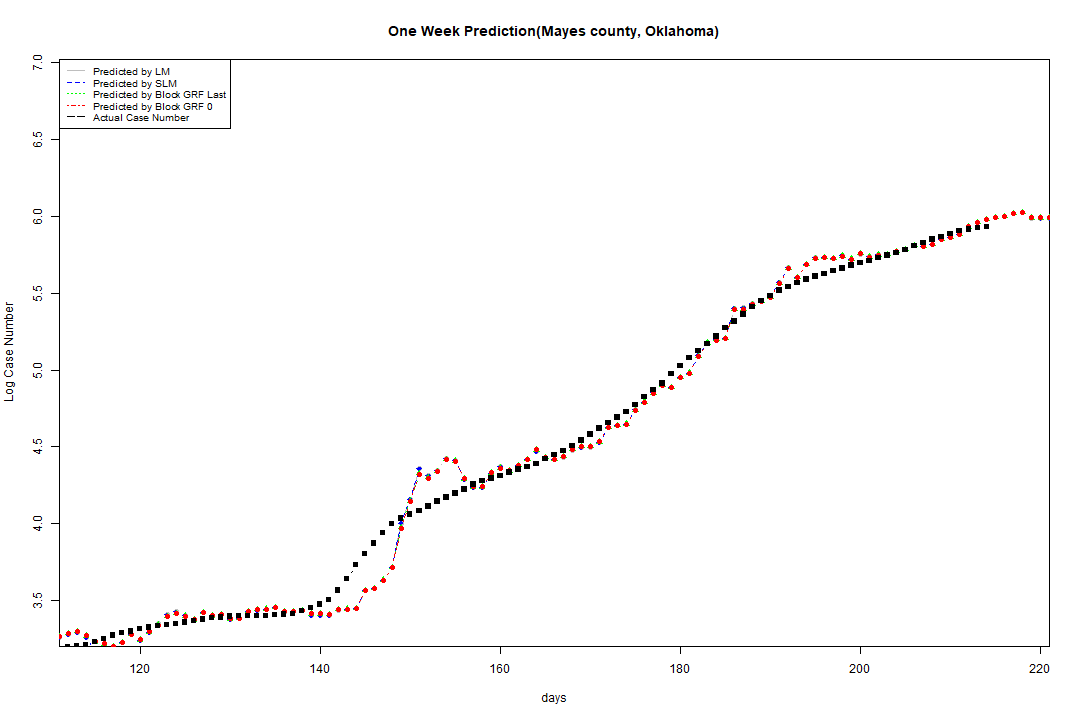 One Week Prediction(Mayes county, Oklahoma)
Predicted by LM
Predicted by SLM
Predicted by Block GRF Last
Predicted by Block GRF 0
Actual Case Number
Log Case Number
7.0
6.5
6.0
5.5
5.0
4.5
4.0
3.5
120 140 160 180 200 220
days